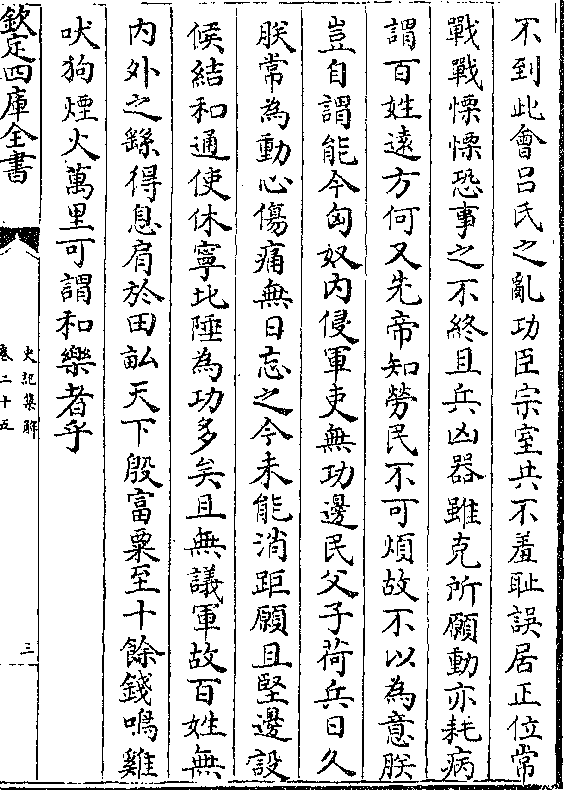 不到此會呂氏之亂功臣宗室共不羞耻誤居正位常
戰戰慄慄恐事之不終且兵凶器雖克所願動亦耗病
謂百姓遠方何又先帝知勞民不可煩故不以為意朕
豈自謂能今匈奴内侵軍吏無功邊民父子荷兵日久
朕常為動心傷痛無日忘之今未能消距願且堅邊設
候結和通使休寧北陲為功多矣且無議軍故百姓無
内外之繇得息肩於田畝天下殷富粟至十餘錢鳴雞
吠狗煙火萬里可謂和樂者乎
欽定四庫全書
史記集解
卷二十五
三